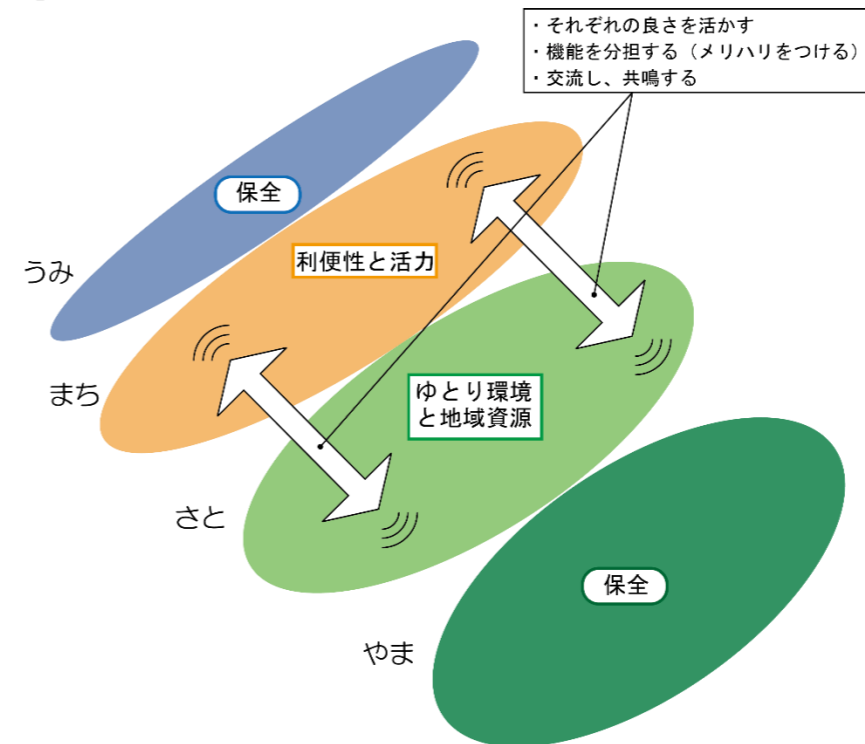 ・それぞれの良さを活かす
・機能を分担する（メリハリをつける）
・交流し、共鳴する
保全
利便性と活力
うみ
まち
ゆとり環境
と地域資源
さと
保全
やま